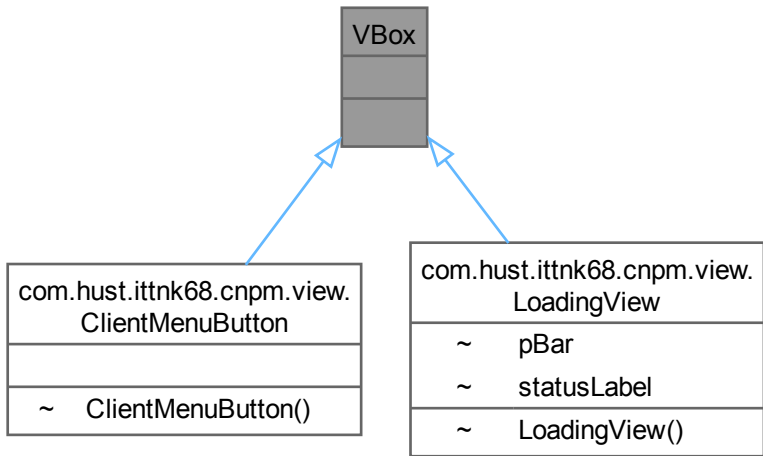 VBox
com.hust.ittnk68.cnpm.view.
ClientMenuButton
~ ClientMenuButton()
com.hust.ittnk68.cnpm.view.
LoadingView
~ pBar
~ statusLabel
~ LoadingView()